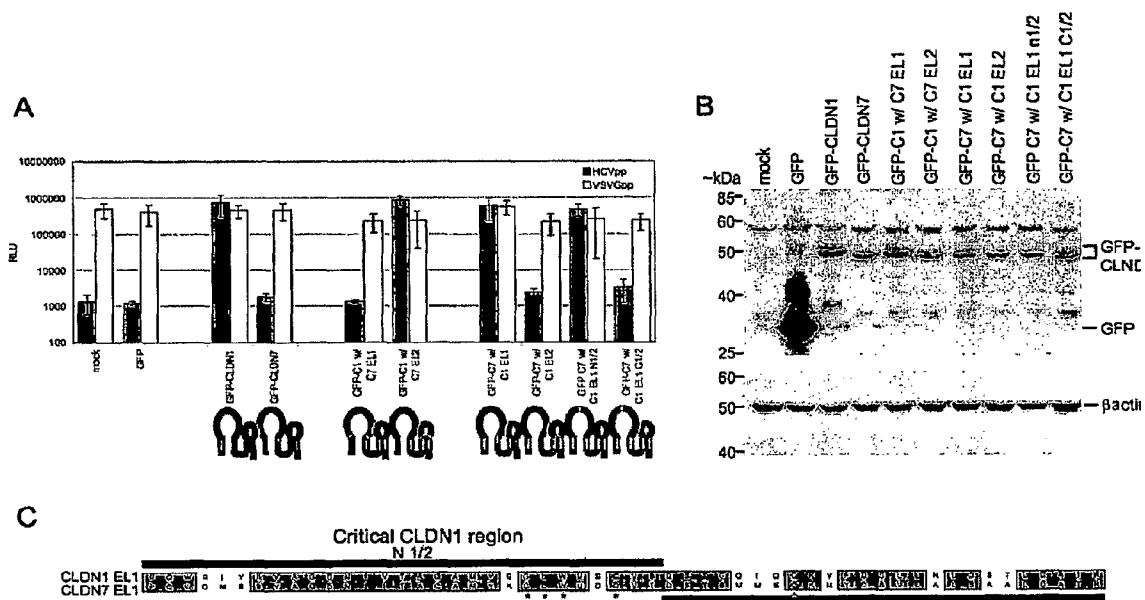 A
10000000
1000000
100000
10000
1000
100
RLU
HCVpp
VSVGpp
mock
GFP
GFP-CLDN1
GFP-CLDN7
GFP-C1 w/
C7 EL1
GFP-C1 w/
C7 EL2
GFP-C7 w/
C1 EL1
GFP-C7 w/
C1 EL2
GFP C7 w/
C1 EL1 N1/2
GFP-C7 w/
C1 EL1 C1/2
B
~kDa
mock
GFP
GFP-CLDN1
GFP-CLDN7
GFP-C1 w/ C7 EL1
GFP-C1 w/ C7 EL2
GFP-C7 w/ C1 EL1
GFP-C7 w/ C1 EL2
GFP C7 w/ C1 EL1 n1/2
GFP-C7 w/ C1 EL1 C1/2
85
60
50
40
25
60
50
40
GFP-
CLND
GFP
βactin
C
Critical CLDN1 region
N 1/2
CLDN1 EL1
CLDN7 EL1